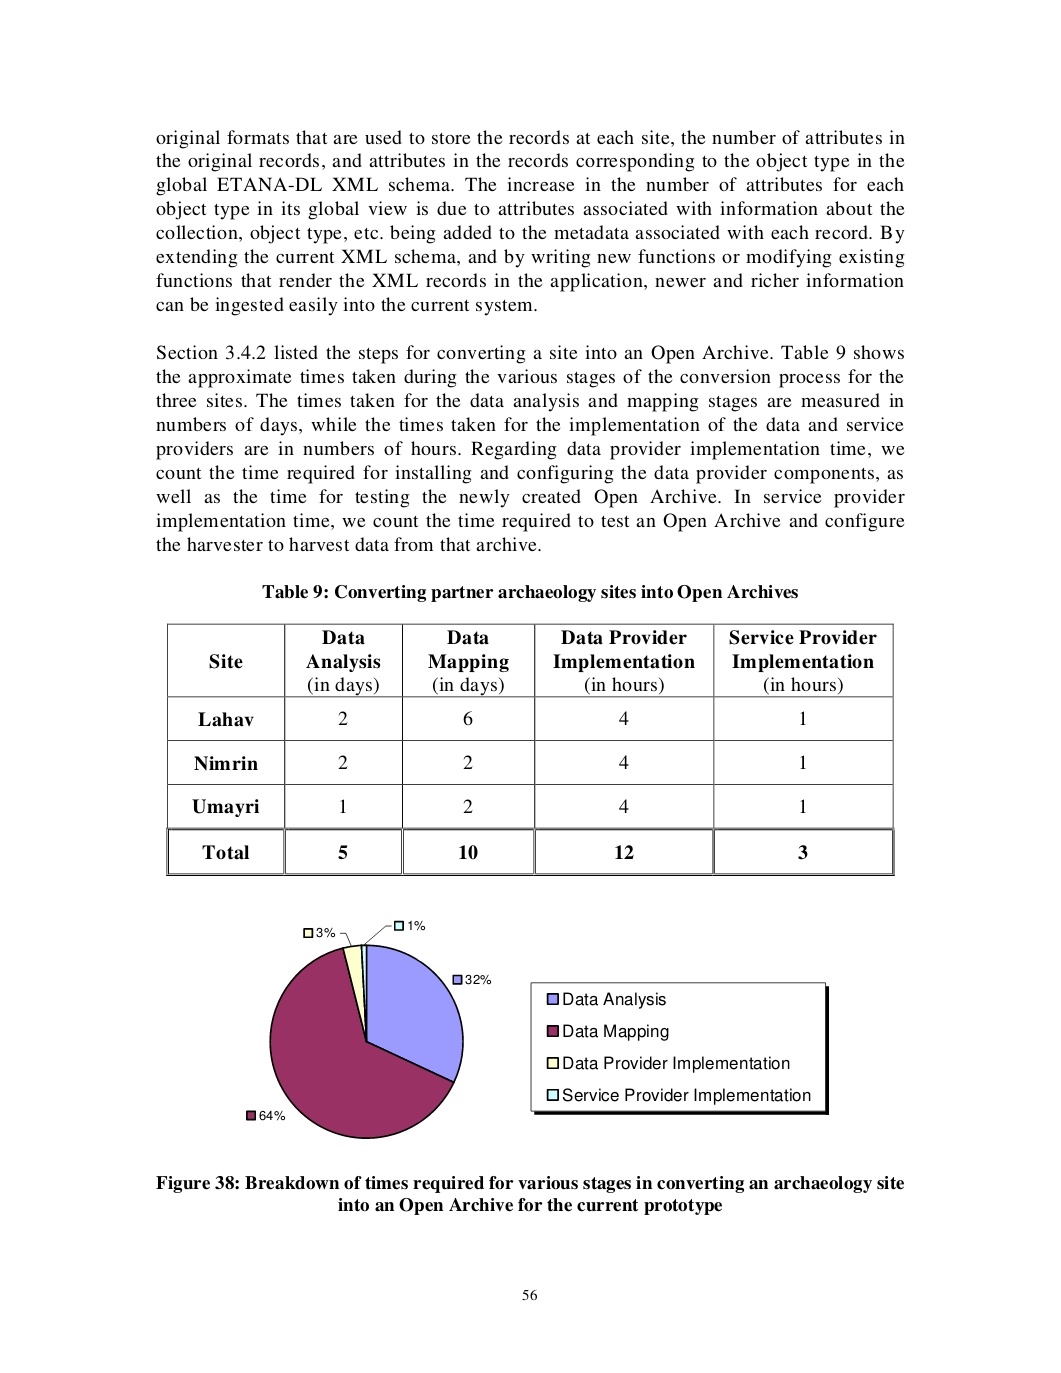 original formats that are used to store the records at each site, the number of attributes in
the original records, and attributes in the records corresponding to the object type in the
global ETANA-DL XML schema. The increase in the number of attributes for each
object type in its global view is due to attributes associated with information about the
collection, object type, etc. being added to the metadata associated with each record. By
extending the current XML schema, and by writing new functions or modifying existing
functions that render the XML records in the application, newer and richer information
can be ingested easily into the current system.
Section 3.4.2 listed the steps for converting a site into an Open Archive. Table 9 shows
the approximate times taken during the various stages of the conversion process for the
three sites. The times taken for the data analysis and mapping stages are measured in
numbers of days, while the times taken for the implementation of the data and service
providers are in numbers of hours. Regarding data provider implementation time, we
count the time required for installing and configuring the data provider components, as
well as the time for testing the newly created Open Archive. In service provider
implementation time, we count the time required to test an Open Archive and configure
the harvester to harvest data from that archive.
Table 9: Converting partner archaeology sites into Open Archives
Site
Data
Analysis
(in days)
Data
Mapping
(in days)
Data Provider
Implementation
(in hours)
Service Provider
Implementation
(in hours)
Lahav 2 6 4 1
Nimrin 2 2 4 1
Umayri 1 2 4 1
Total 5 10 12 3
3%
1%
32%
64%
Data Analysis
Data Mapping
Data Provider Implementation
Service Provider Implementation
Figure 38: Breakdown of times required for various stages in converting an archaeology site
into an Open Archive for the current prototype
56